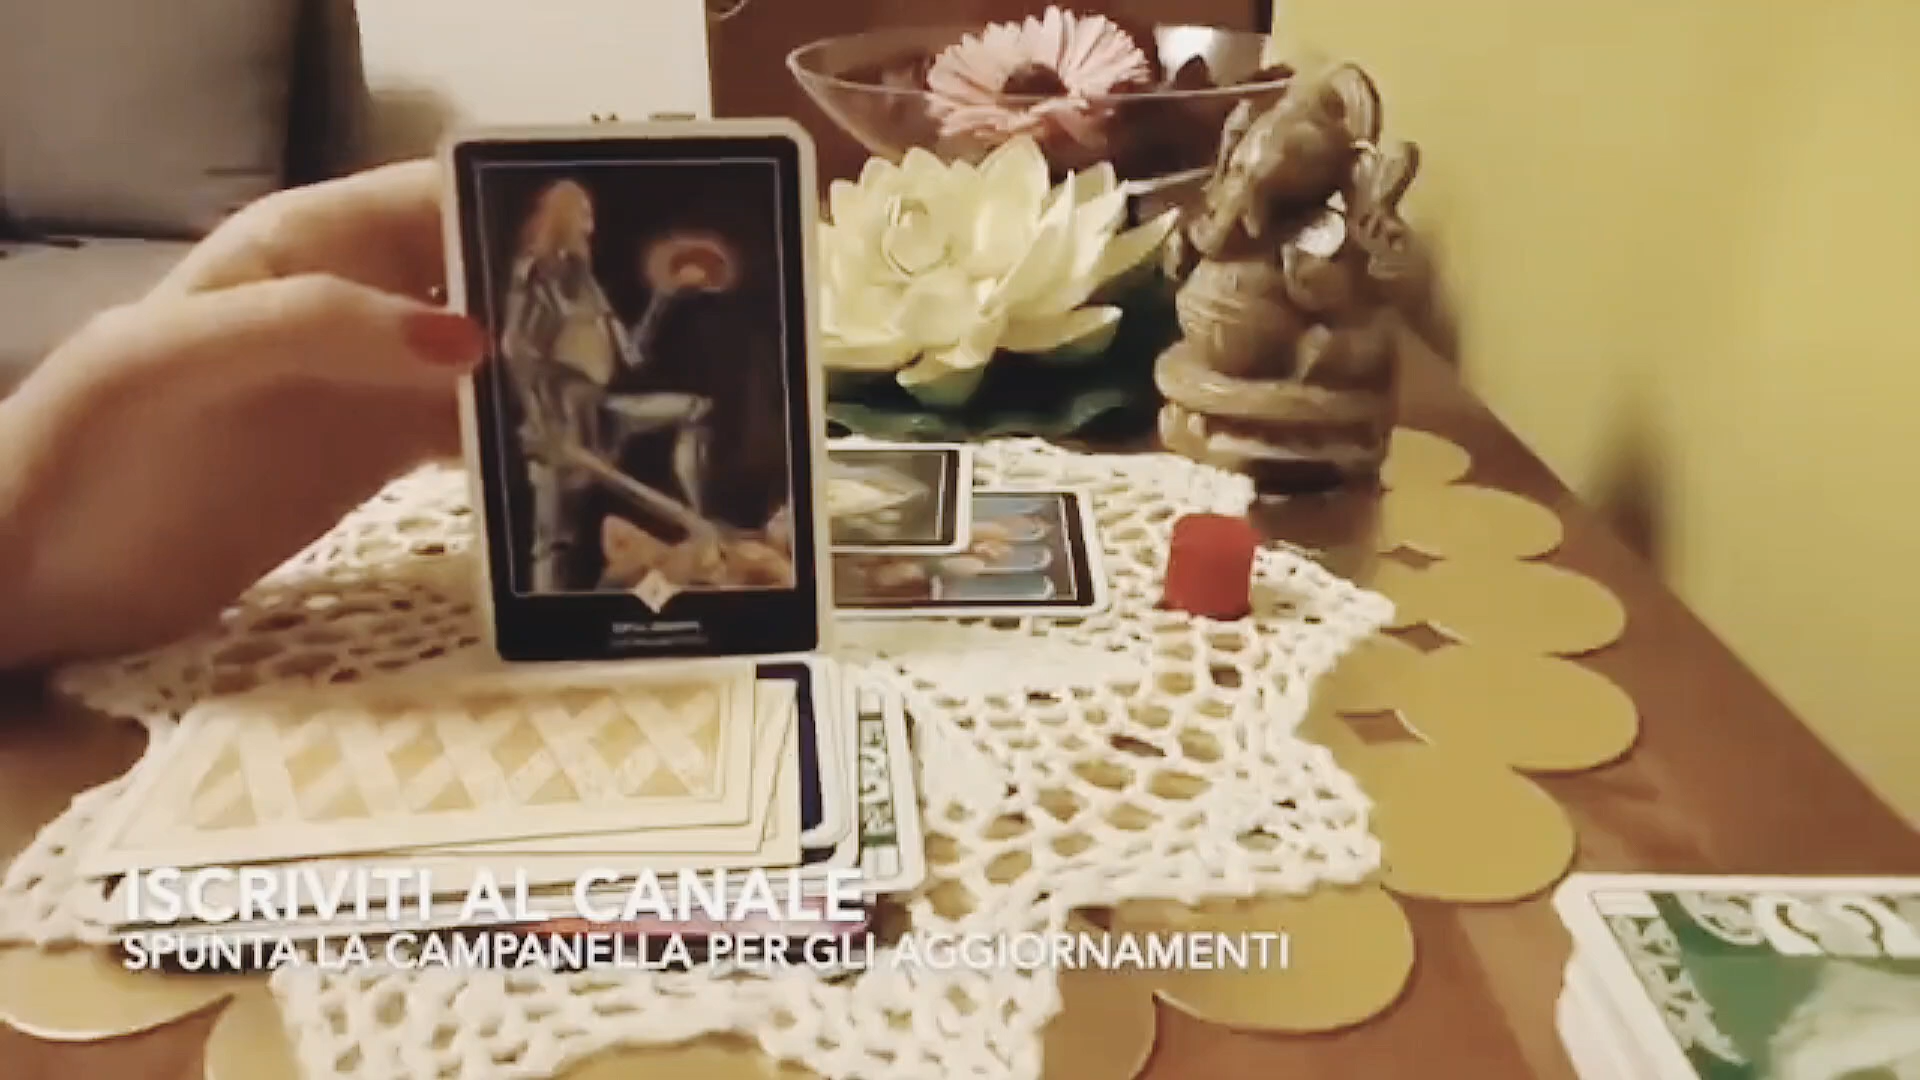 ISCRIVITI AL CANALE
SPUNTA LA CAMPANELLA PER GLI AGGIORNAMENTI